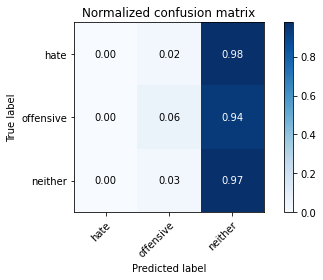 Normalized confusion matrix
True label
hate 0.00 0.02 0.98
offensive 0.00 0.06 0.94
neither 0.00 0.03 0.97
hate offensive neither
Predicted label
0.8
0.6
0.4
0.2
0.0